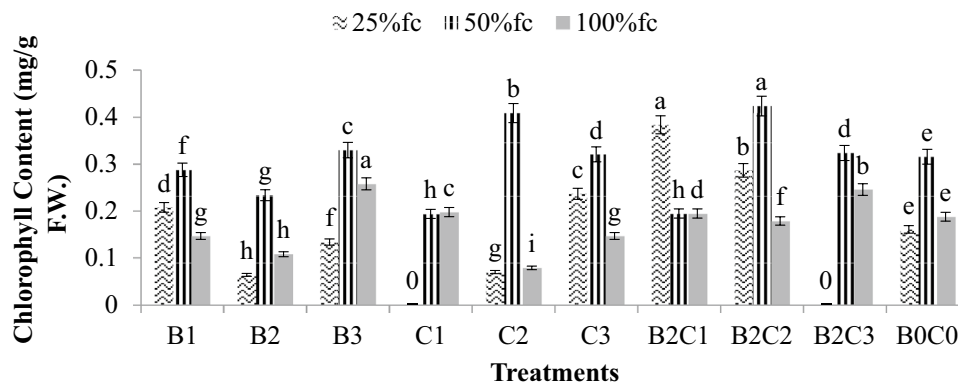 25%fc 50%fc 100%fc
Chlorophyll Content (mg/g
F.W.)
0.5
0.4
0.3
0.2
0.1
0
d f g
h g h
f c a
0 h c
g b i
c d g
a h d
b a f
0 d b
e e e
B1 B2 B3 C1 C2 C3 B2C1 B2C2 B2C3 B0C0
Treatments